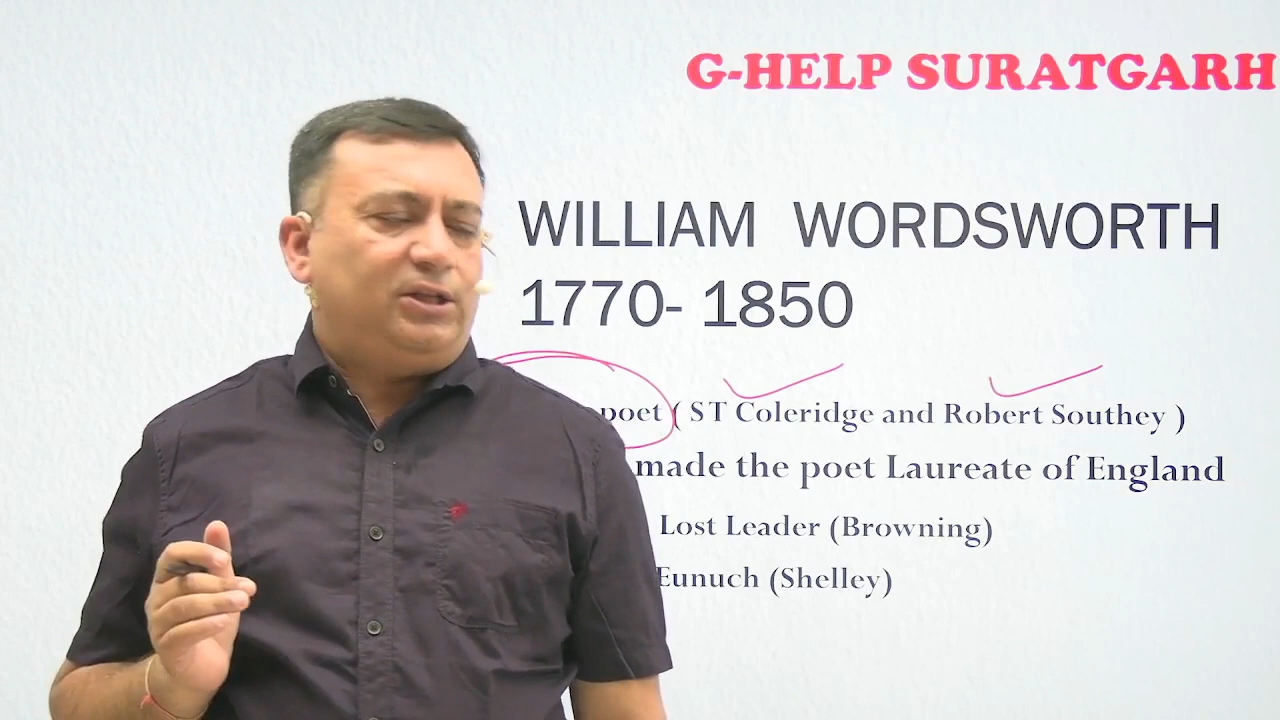 G-HELP SURATGARH
WILLIAM WORDSWORTH
1770- 1850
poet ( ST Coleridge and Robert Southey )
made the poet Laureate of England
Lost Leader (Browning)
Eunuch (Shelley)